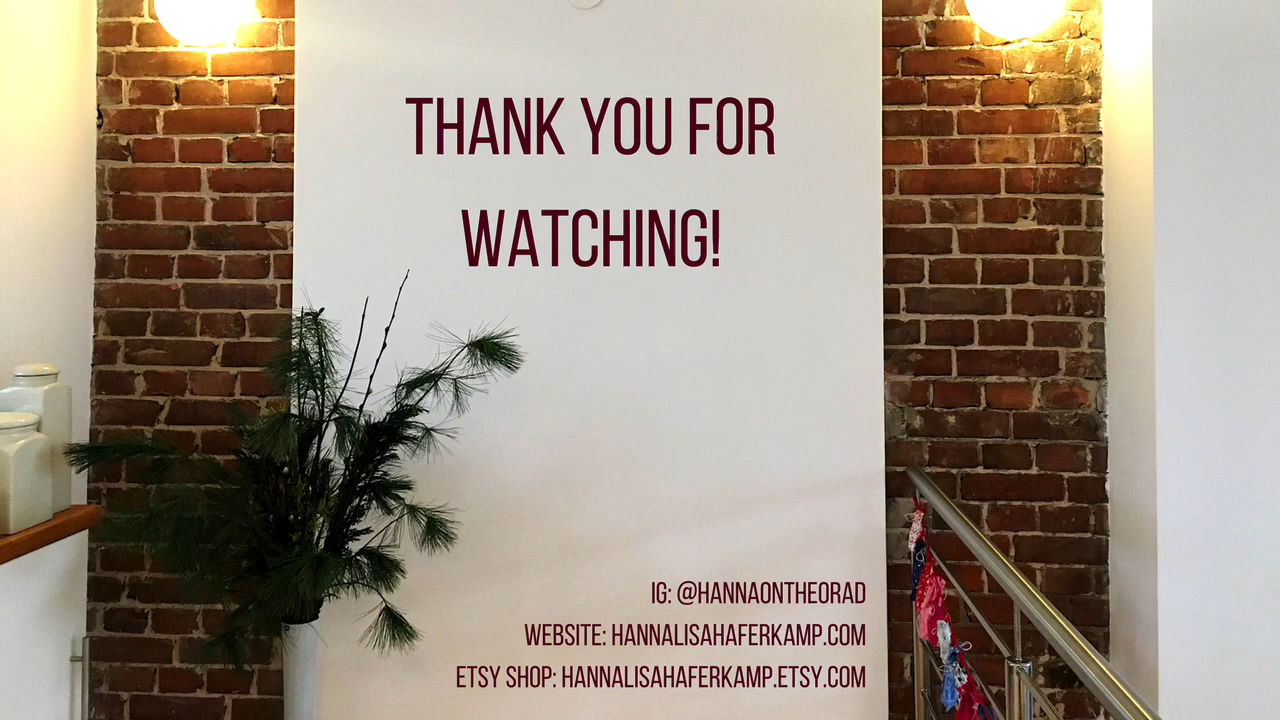 THANK YOU FOR
WATCHING!
IG: @HANNAONTHEORAD
WEBSITE: HANNALISAHAFERKAMP.COM
ETSY SHOP: HANNALISAHAFERKAMP.ETSY.COM